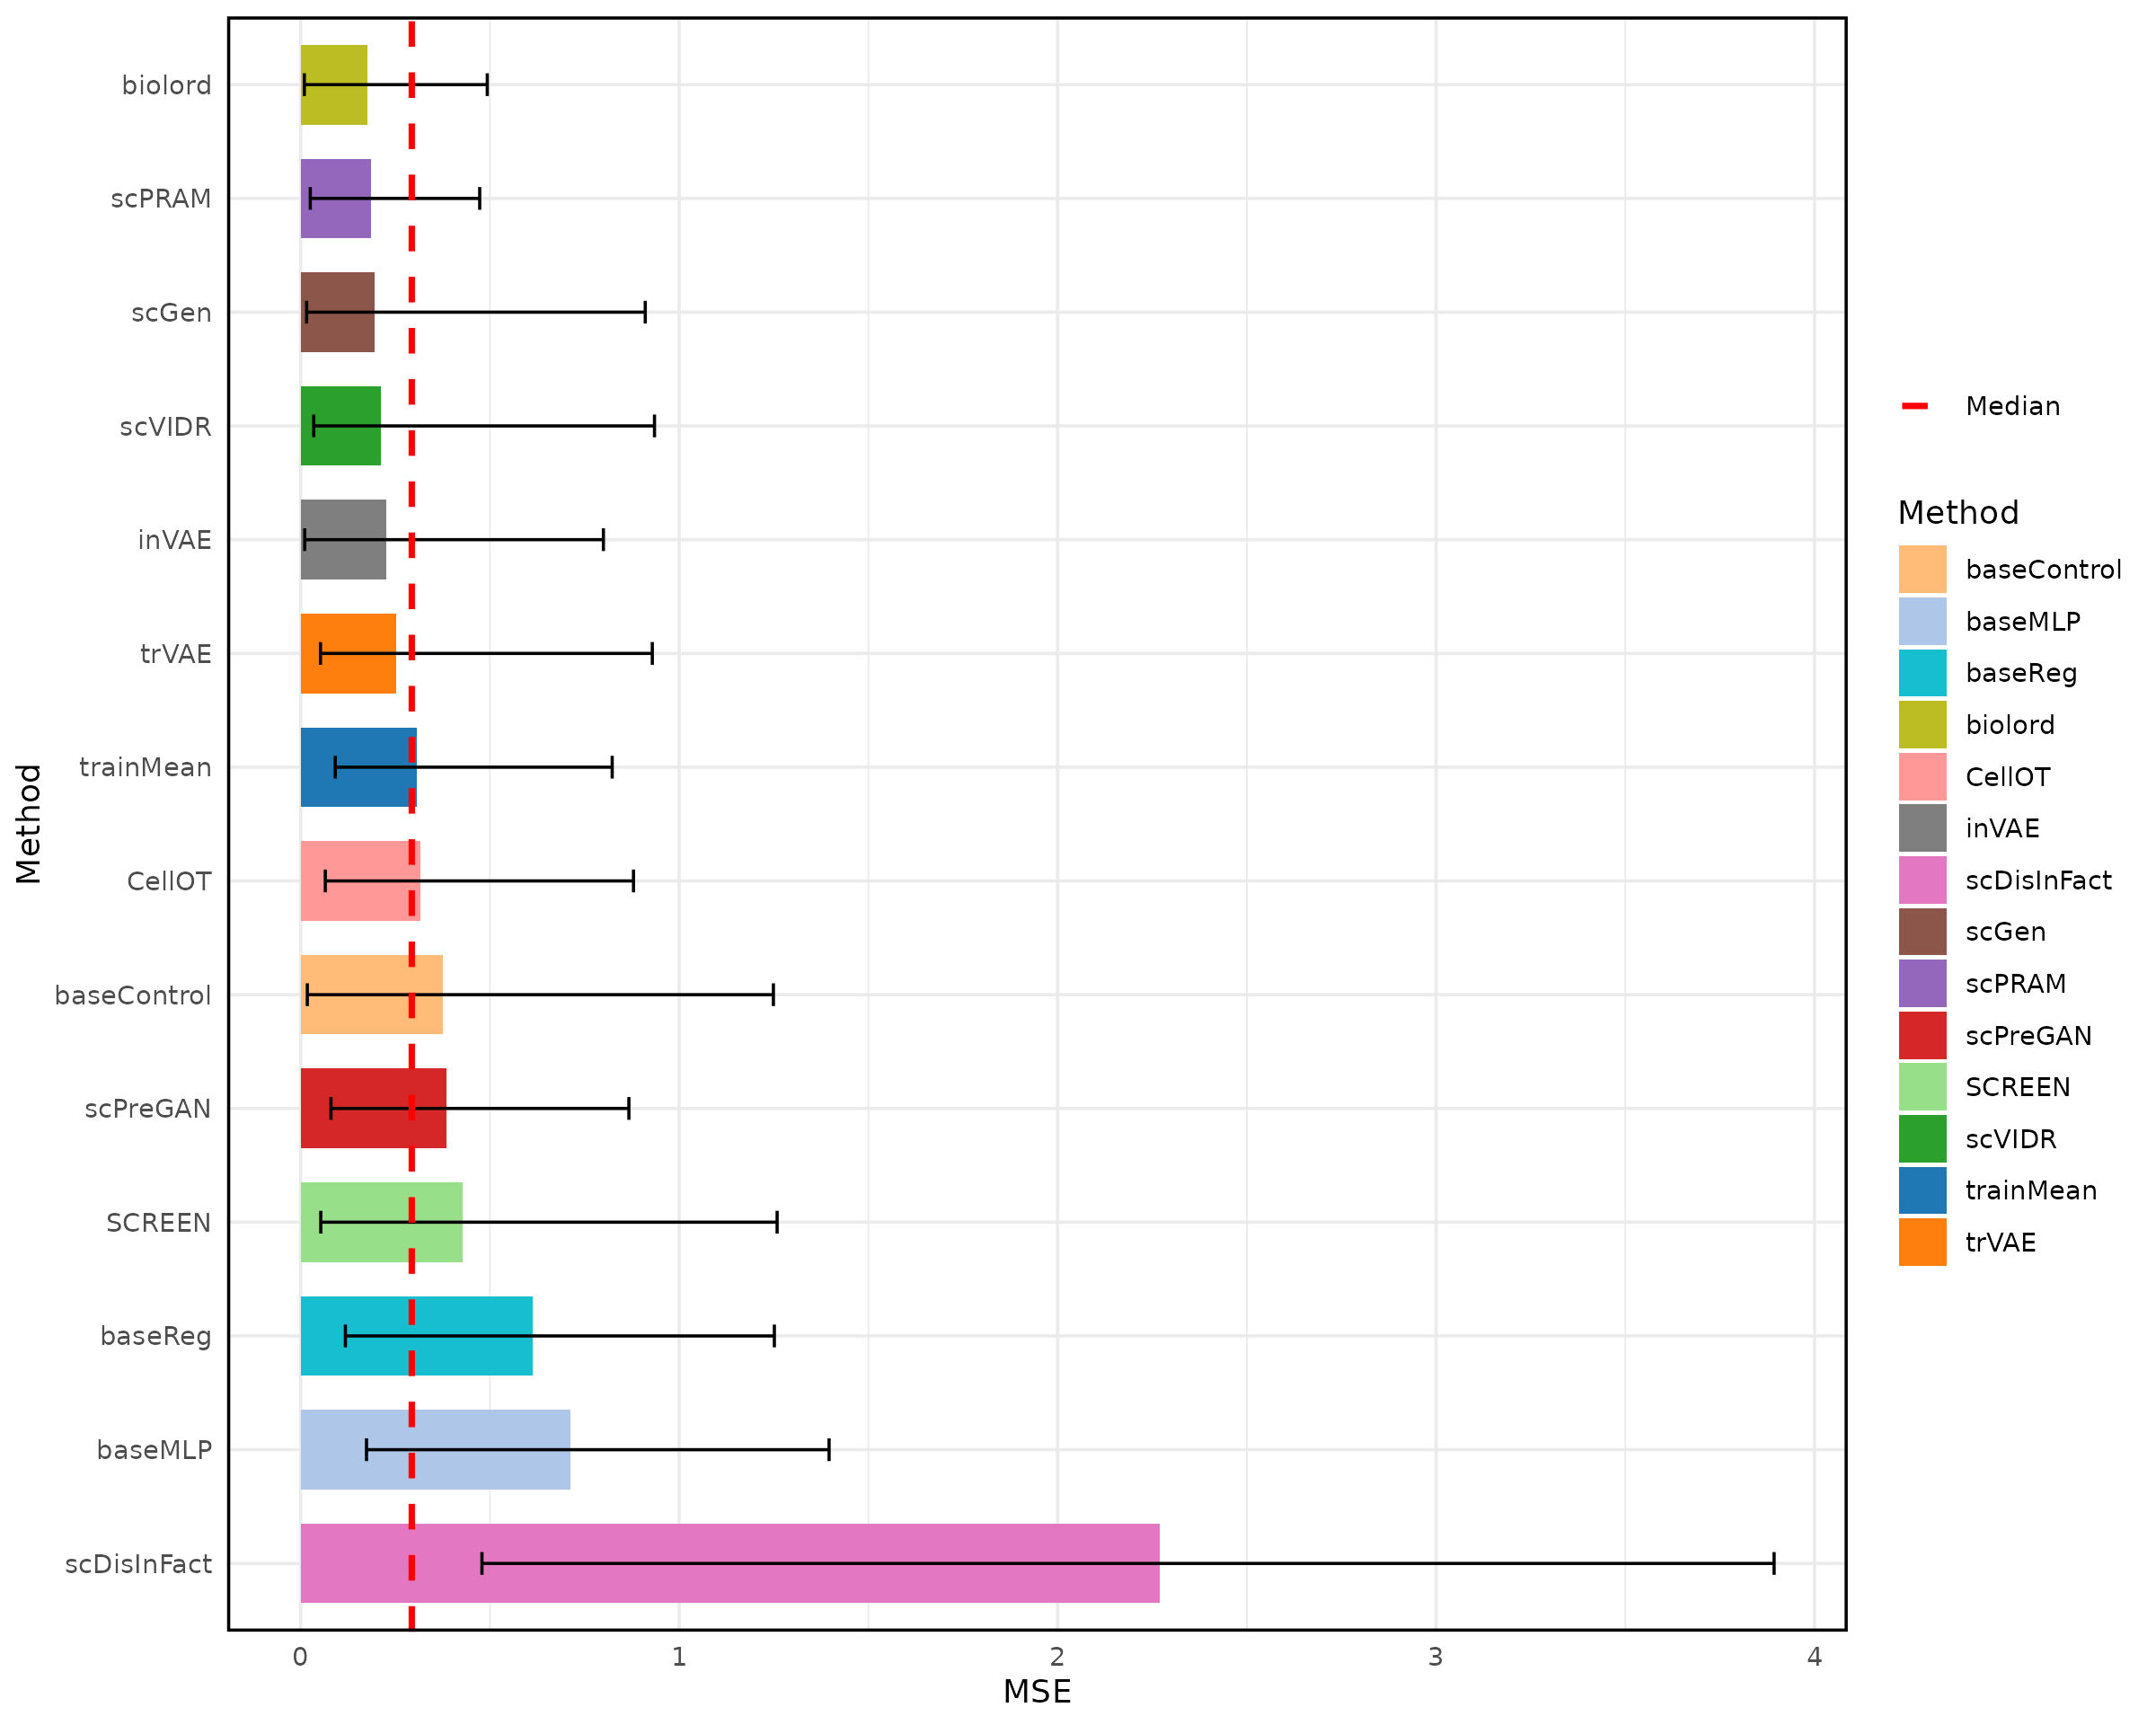 biolord
scPRAM
scGen
scVIDR
inVAE
trVAE
trainMean
CellOT
baseControl
scPreGAN
SCREEN
baseReg
baseMLP
scDisInFact
Method
0 1 2 3 4
MSE
Median
Method
baseControl
baseMLP
baseReg
biolord
CellOT
inVAE
scDisInFact
scGen
scPRAM
scPreGAN
SCREEN
scVIDR
trainMean
trVAE